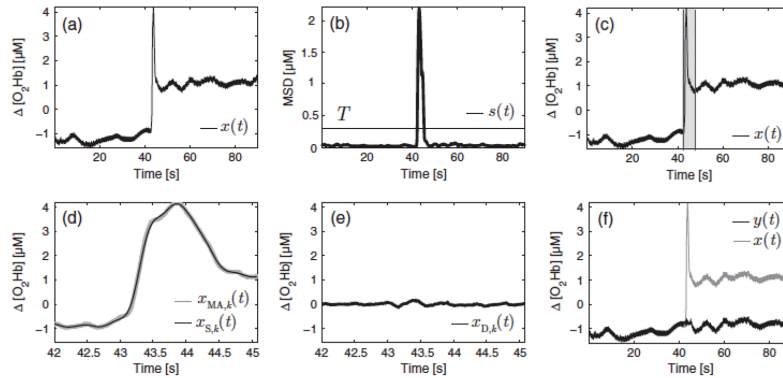 (a)
Δ [O₂Hb] [μM]
4
3
2
1
0
−1
x(t)
20 40 60 80
Time [s]
(b)
MSD [μM]
2
1.5
1
0.5
0
T
s(t)
20 40 60 80
Time [s]
(c)
Δ [O₂Hb] [μM]
4
3
2
1
0
−1
x(t)
20 40 60 80
Time [s]
(d)
Δ [O₂Hb] [μM]
4
3
2
1
0
−1
x_MA,k(t)
x_S,k(t)
42 42.5 43 43.5 44 44.5 45
Time [s]
(e)
Δ [O₂Hb] [μM]
4
3
2
1
0
−1
x_D,k(t)
42 42.5 43 43.5 44 44.5 45
Time [s]
(f)
Δ [O₂Hb] [μM]
4
3
2
1
0
−1
y(t)
x(t)
20 40 60 80
Time [s]